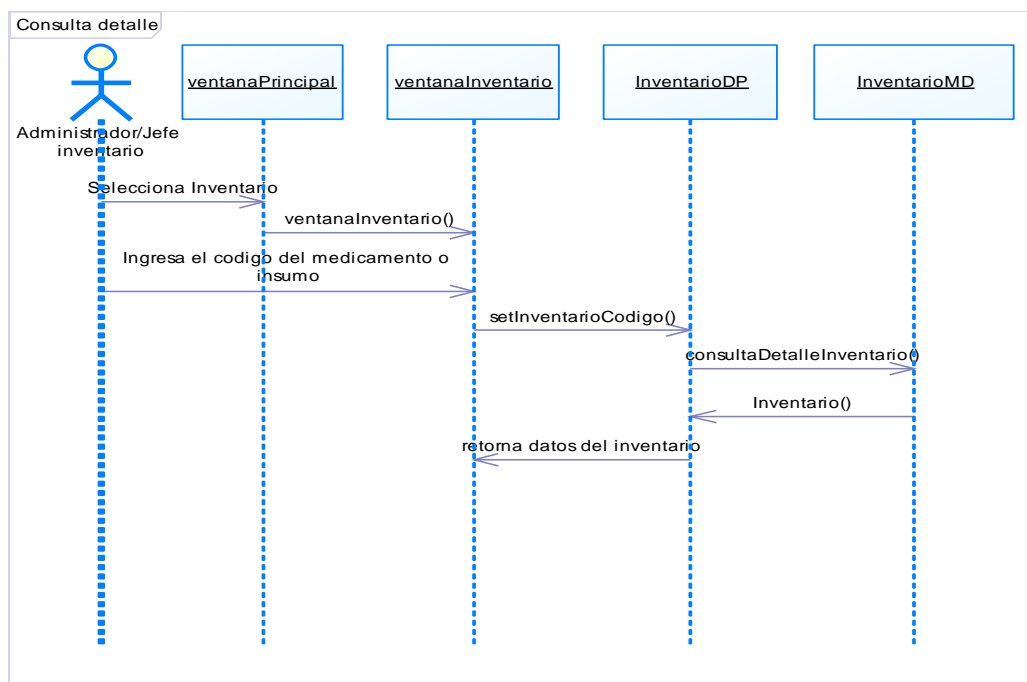 Consulta detalle
ventanaPrincipal
ventanaInventario
InventarioDP
InventarioMD
Administrador/Jefe
inventario
Selecciona Inventario
ventanaInventario()
Ingresa el codigo del medicamento o
insumo
setInventarioCodigo()
consultaDetalleInventario()
Inventario()
retorna datos del inventario